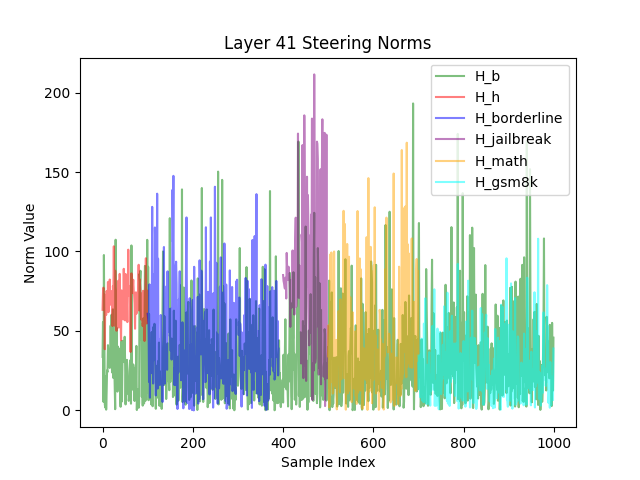 Layer 41 Steering Norms
H_b
H_h
H_borderline
H_jailbreak
H_math
H_gsm8k
200
150
100
50
0
Norm Value
0 200 400 600 800 1000
Sample Index